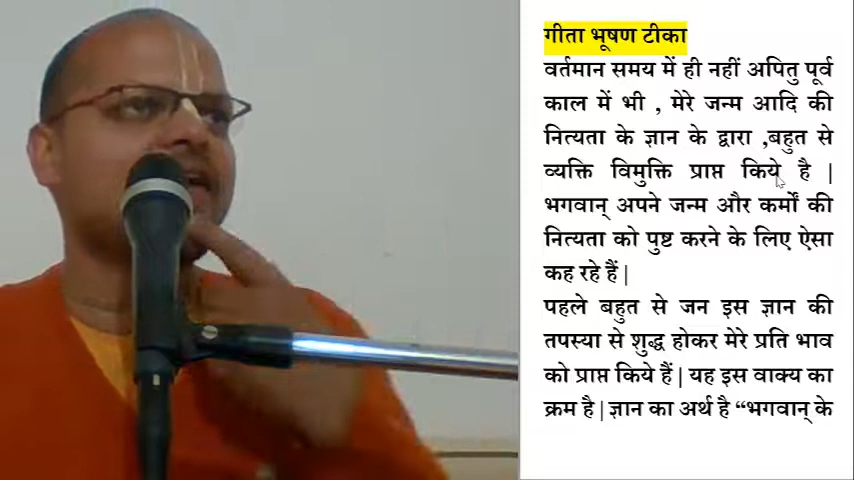 गीता भूषण टीका
वर्तमान समय में ही नहीं अपितु पूर्व
काल में भी , मेरे जन्म आदि की
नित्यता के ज्ञान के द्वारा ,बहुत से
व्यक्ति विमुक्ति प्राप्त किये है |
भगवान् अपने जन्म और कर्मों की
नित्यता को पुष्ट करने के लिए ऐसा
कह रहे हैं |
पहले बहुत से जन इस ज्ञान की
तपस्या से शुद्ध होकर मेरे प्रति भाव
को प्राप्त किये हैं | यह इस वाक्य का
क्रम है | ज्ञान का अर्थ है “भगवान् के